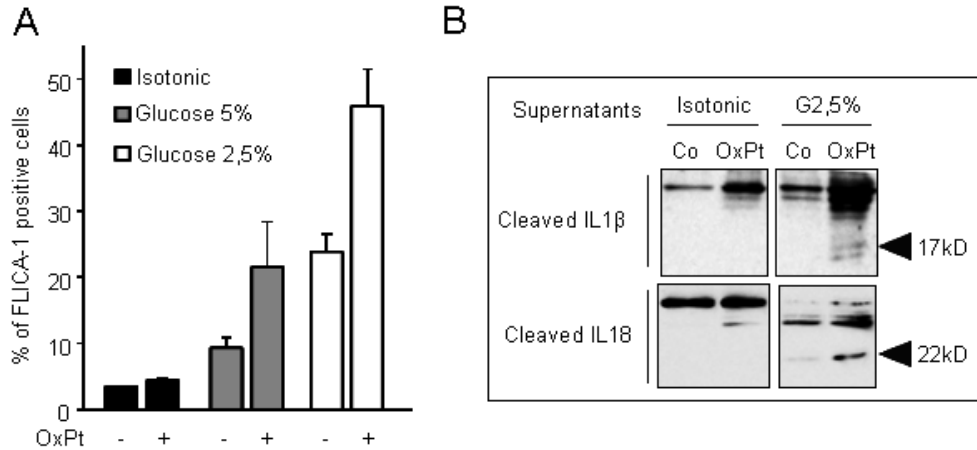 A
% of FLICA-1 positive cells
50
40
30
20
10
0
Isotonic
Glucose 5%
Glucose 2,5%
OxPt - + - + - +
B
Supernatants Isotonic G2,5%
Co OxPt Co OxPt
Cleaved IL1β
17kD
Cleaved IL18
22kD